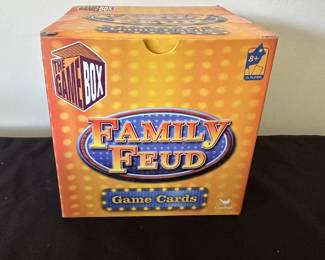 THE
GAME
BOX
8+
FAMILY
FEUD
Game Cards